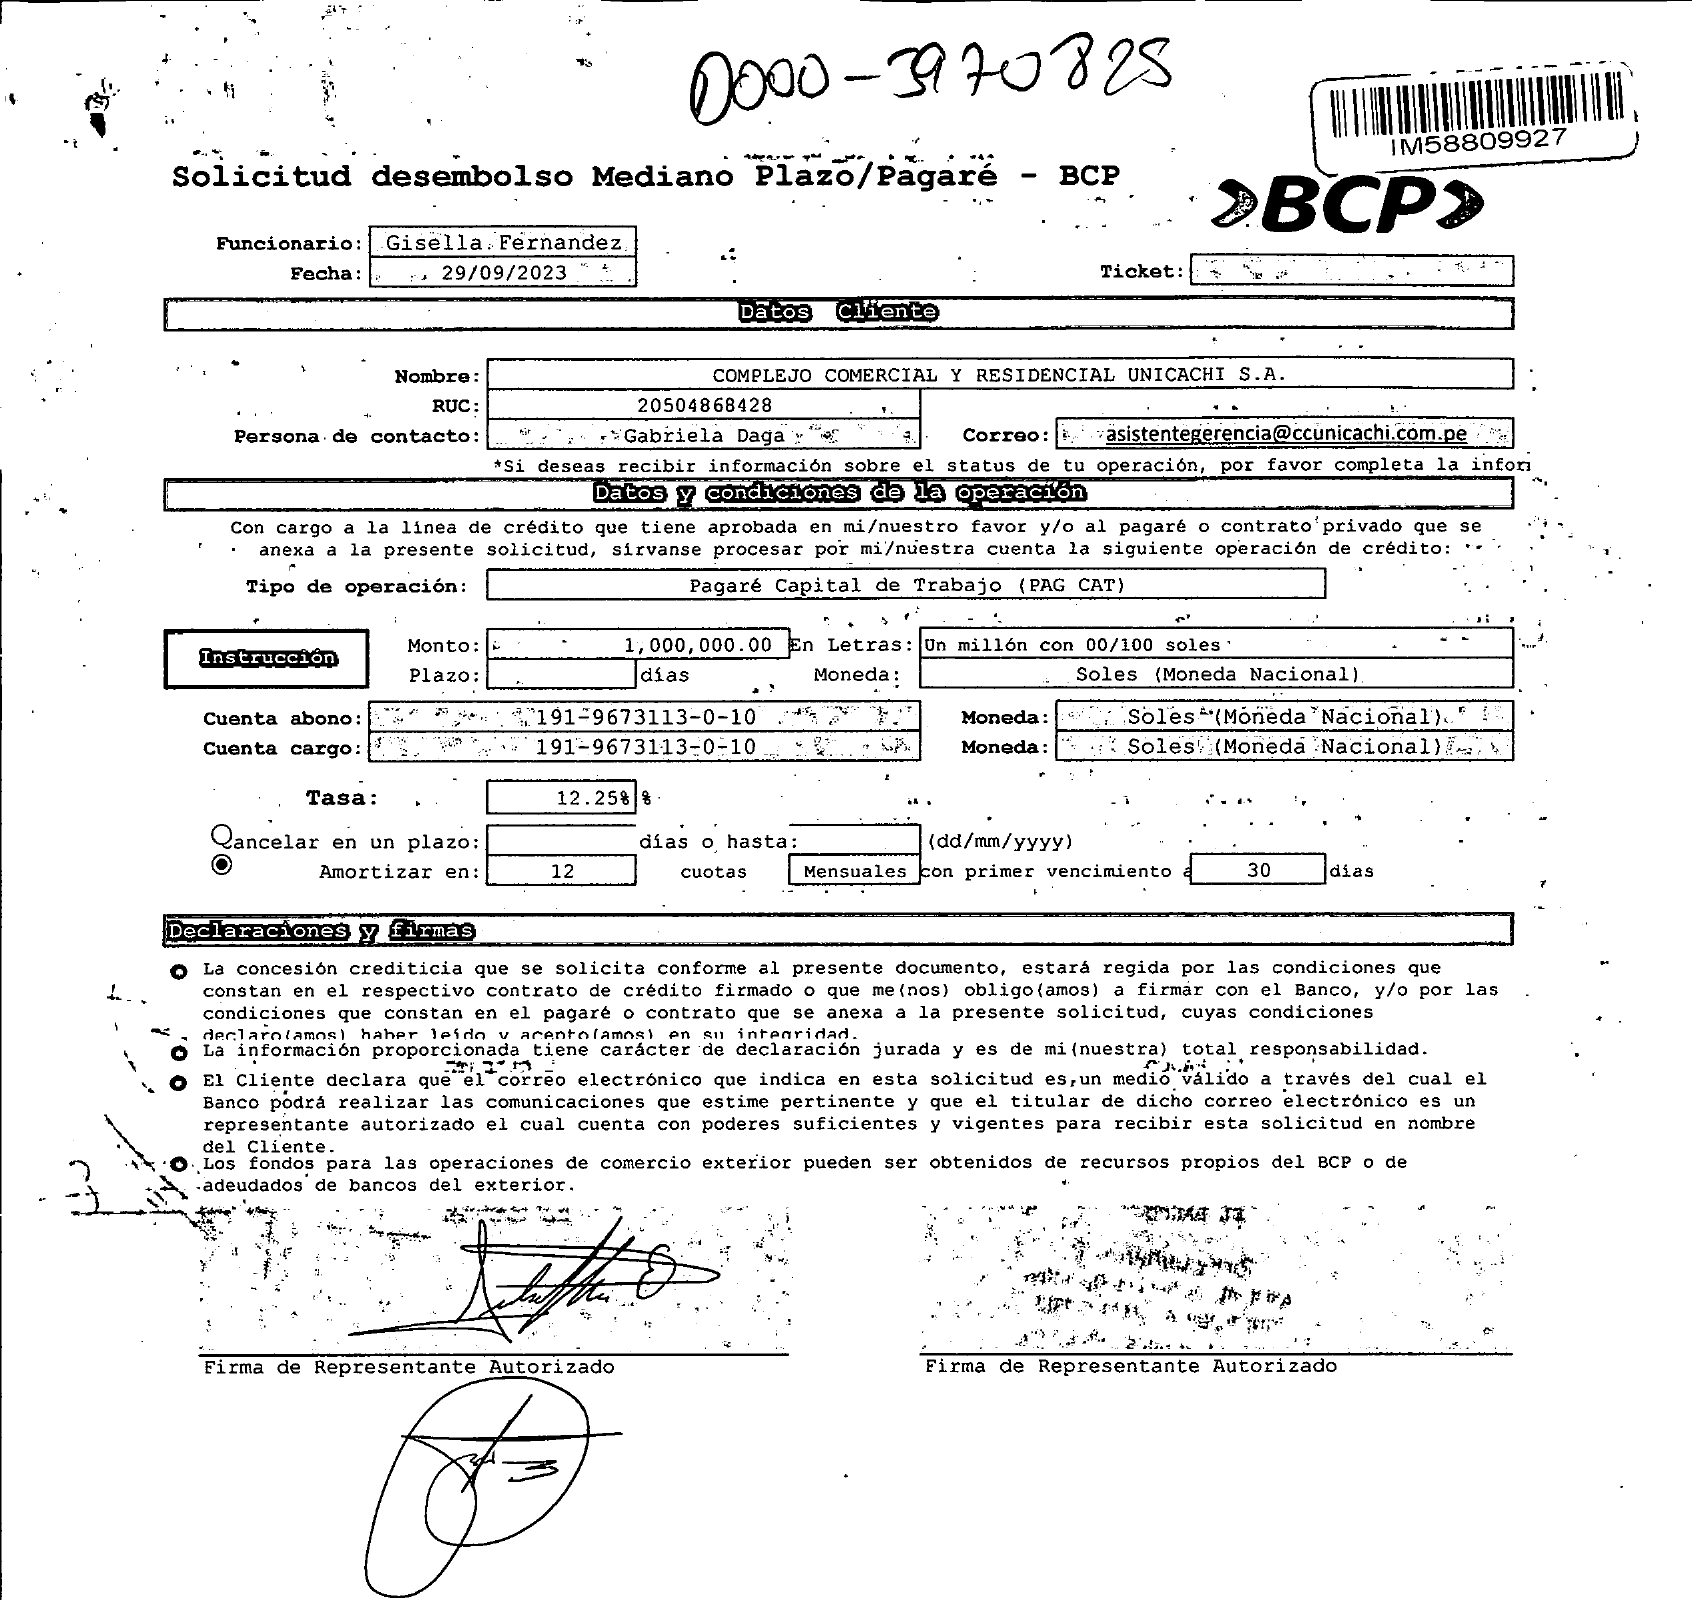 D000-3970825
IM58809927
Solicitud desembolso Mediano Plazo/Pagaré - BCP
BCP
Funcionario: Gisella Fernandez
Fecha: 29/09/2023 Ticket:
Datos Cliente
Nombre: COMPLEJO COMERCIAL Y RESIDENCIAL UNICACHI S.A.
RUC: 20504868428
Persona de contacto: Gabriela Daga Correo: asistentegerencia@ccunicachi.com.pe
*Si deseas recibir información sobre el status de tu operación, por favor completa la infor
Datos y condiciones de la operación
Con cargo a la línea de crédito que tiene aprobada en mi/nuestro favor y/o al pagaré o contrato privado que se
anexa a la presente solicitud, sírvanse procesar por mi/nuestra cuenta la siguiente operación de crédito:
Tipo de operación: Pagaré Capital de Trabajo (PAG CAT)
Instrucción
Monto: 1,000,000.00 En Letras: Un millón con 00/100 soles
Plazo: días Moneda: Soles (Moneda Nacional)
Cuenta abono: 191-9673113-0-10 Moneda: Soles (Moneda Nacional)
Cuenta cargo: 191-9673113-0-10 Moneda: Soles (Moneda Nacional)
Tasa: 12.25% %
ancelar en un plazo: días o hasta: (dd/mm/yyyy)
Amortizar en: 12 cuotas Mensuales con primer vencimiento a 30 días
Declaraciones y firmas
La concesión crediticia que se solicita conforme al presente documento, estará regida por las condiciones que
constan en el respectivo contrato de crédito firmado o que me(nos) obligo(amos) a firmar con el Banco, y/o por las
condiciones que constan en el pagaré o contrato que se anexa a la presente solicitud, cuyas condiciones
declaro(amos) haber leído y acepto(amos) en su integridad.
La información proporcionada tiene carácter de declaración jurada y es de mi(nuestra) total responsabilidad.
El Cliente declara que el correo electrónico que indica en esta solicitud es un medio válido a través del cual el
Banco podrá realizar las comunicaciones que estime pertinente y que el titular de dicho correo electrónico es un
representante autorizado el cual cuenta con poderes suficientes y vigentes para recibir esta solicitud en nombre
del Cliente.
Los fondos para las operaciones de comercio exterior pueden ser obtenidos de recursos propios del BCP o de
adeudados de bancos del exterior.
Firma de Representante Autorizado Firma de Representante Autorizado